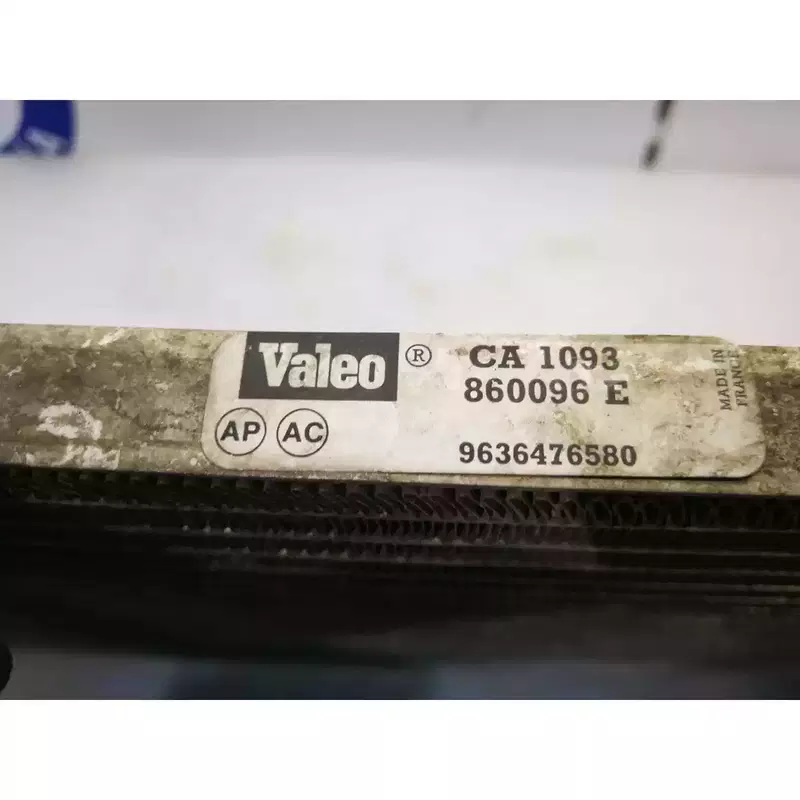 Valeo ® CA 1093
860096 E
AP AC 9636476580
MADE IN
FRANCE